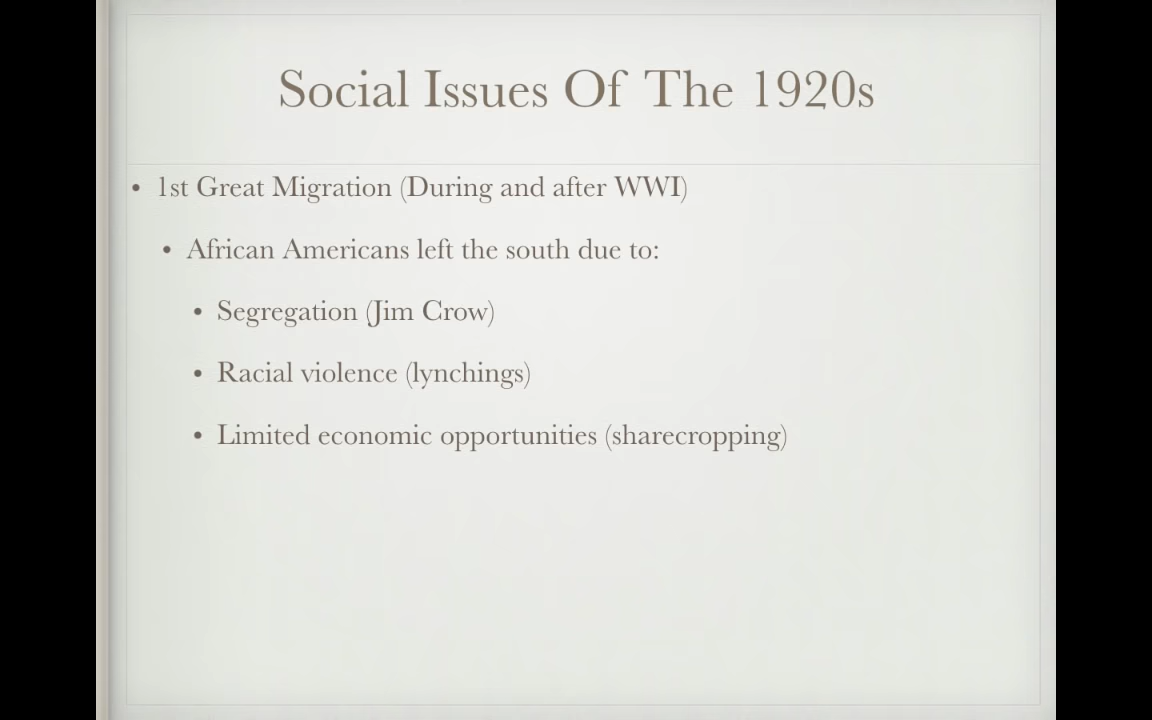 Social Issues Of The 1920s
• 1st Great Migration (During and after WWI)
• African Americans left the south due to:
• Segregation (Jim Crow)
• Racial violence (lynchings)
• Limited economic opportunities (sharecropping)